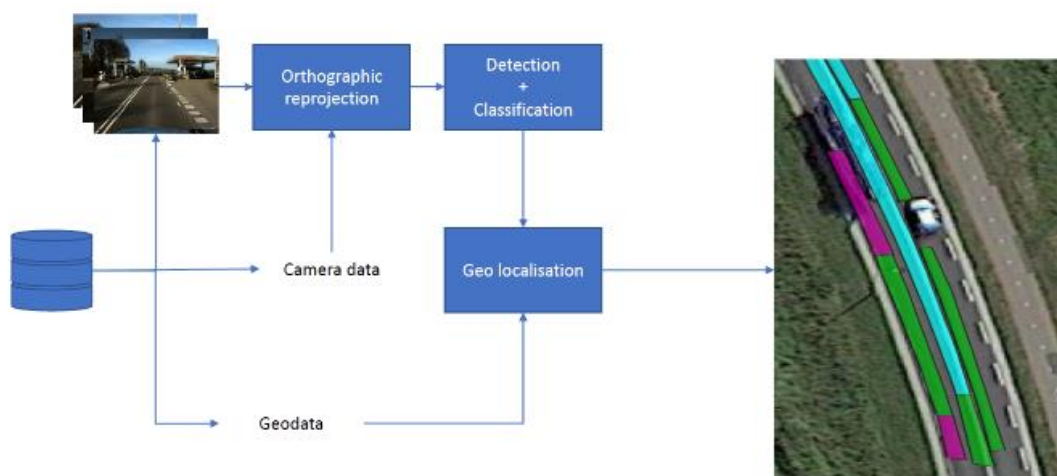 Orthographic
reprojection
Detection
+
Classification
Camera data
Geo localisation
Geodata